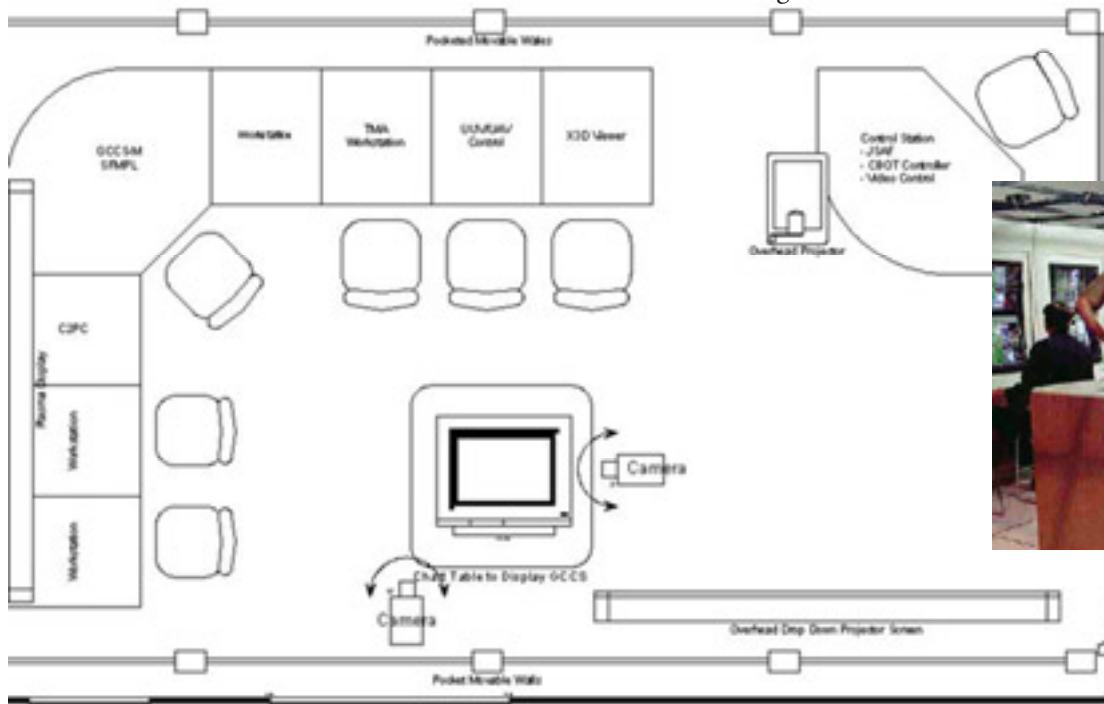 Pocketed Movable Walls
GCCS-M
SFMPL
Workstation
TMA
Workstation
UUV/UAV
Control
X3D Viewer
Control Station
- JSAF
- CBOT Controller
- Video Control
Overhead Projector
C2PC
Plasma Display
Workstation
Workstation
Camera
Chart Table to Display GCCS
Camera
Overhead Drop Down Projector Screen
Pocket Movable Walls